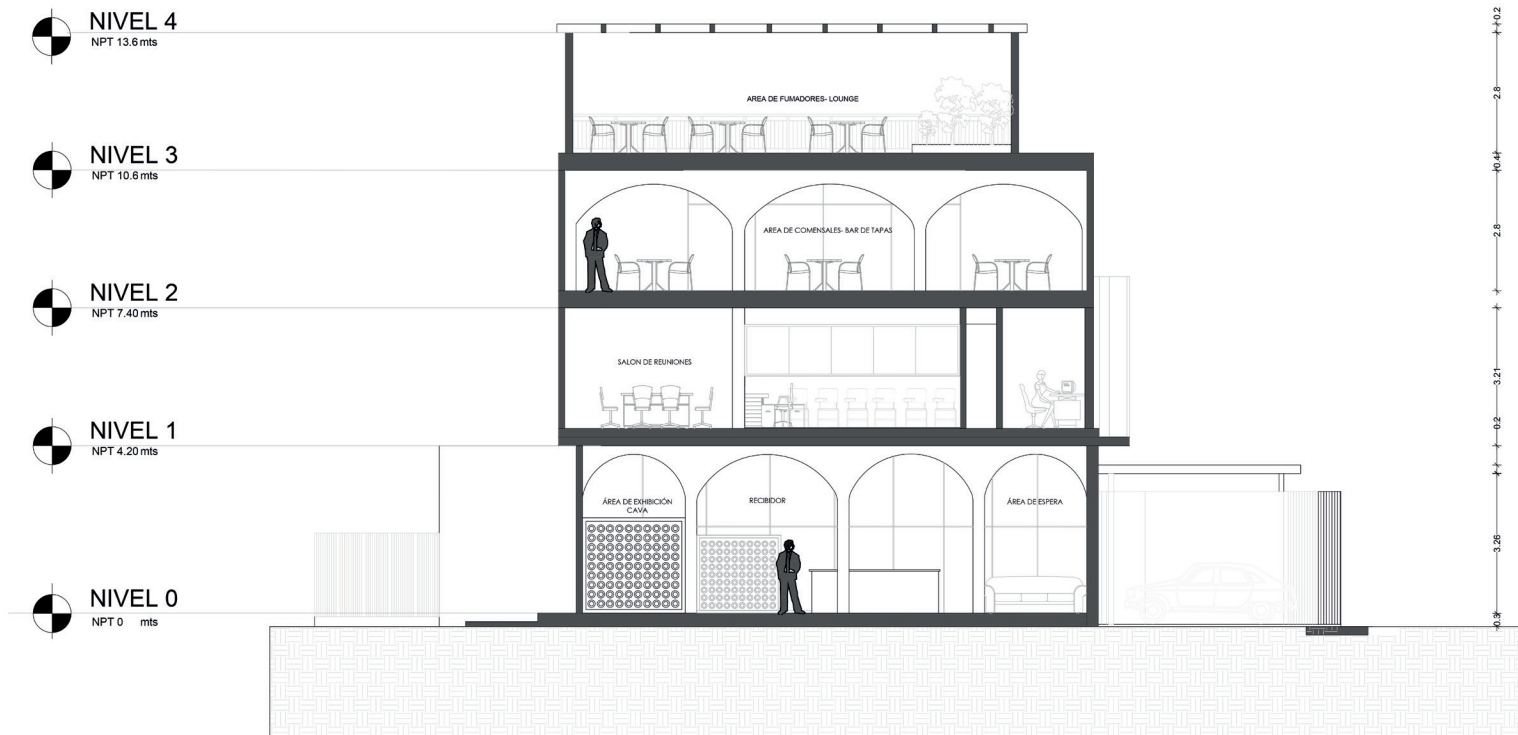 NIVEL 4
NPT 13.6 mts
AREA DE FUMADORES- LOUNGE
NIVEL 3
NPT 10.6 mts
AREA DE COMENSALES- BAR DE TAPAS
NIVEL 2
NPT 7.40 mts
SALON DE REUNIONES
NIVEL 1
NPT 4.20 mts
ÁREA DE EXHIBICIÓN
CAVA
RECIBIDOR
ÁREA DE ESPERA
NIVEL 0
NPT 0 mts
0.2
2.8
0.4
2.8
3.21
0.2
3.26
0.3